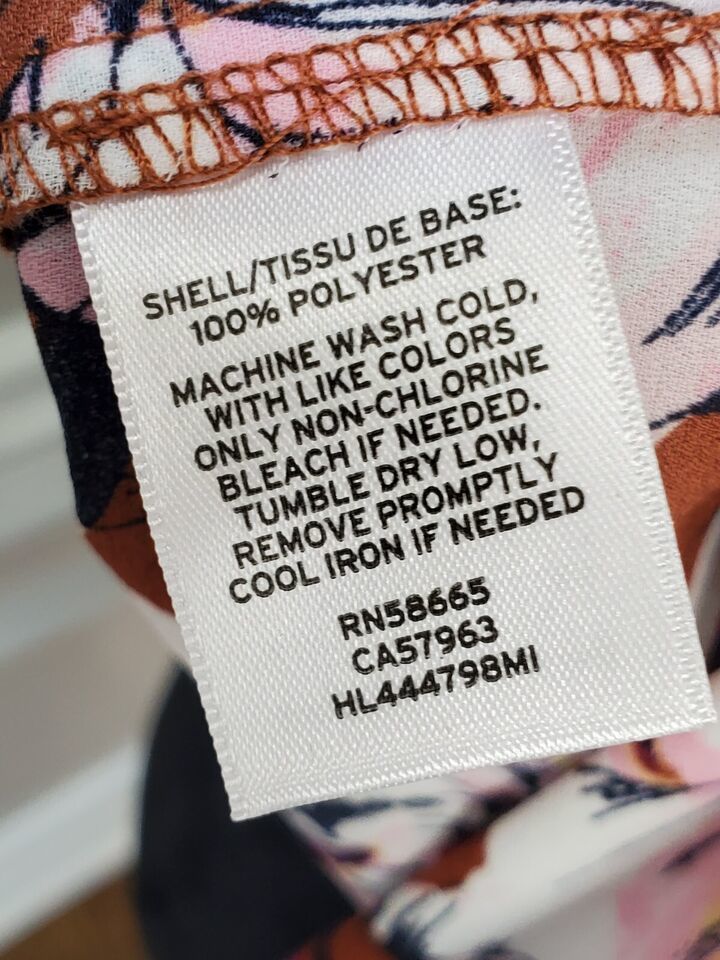 SHELL/TISSU DE BASE:
100% POLYESTER
MACHINE WASH COLD,
WITH LIKE COLORS
ONLY NON-CHLORINE
BLEACH IF NEEDED.
TUMBLE DRY LOW,
REMOVE PROMPTLY
COOL IRON IF NEEDED
RN58665
CA57963
HL444798MI